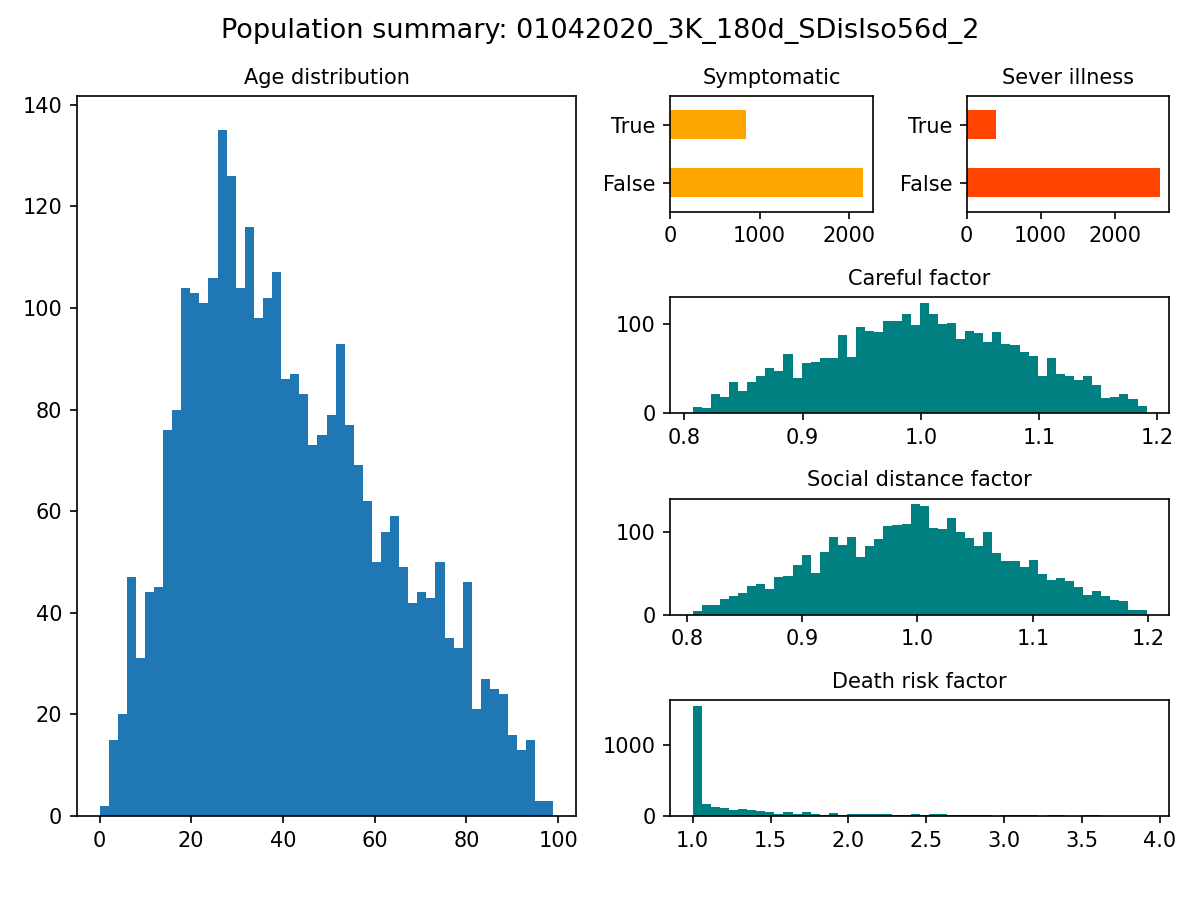 Population summary: 01042020_3K_180d_SDisIso56d_2
Age distribution
140
120
100
80
60
40
20
0
0 20 40 60 80 100
Symptomatic
True
False
0 1000 2000
Sever illness
True
False
0 1000 2000
Careful factor
100
0
0.8 0.9 1.0 1.1 1.2
Social distance factor
100
0
0.8 0.9 1.0 1.1 1.2
Death risk factor
1000
0
1.0 1.5 2.0 2.5 3.0 3.5 4.0